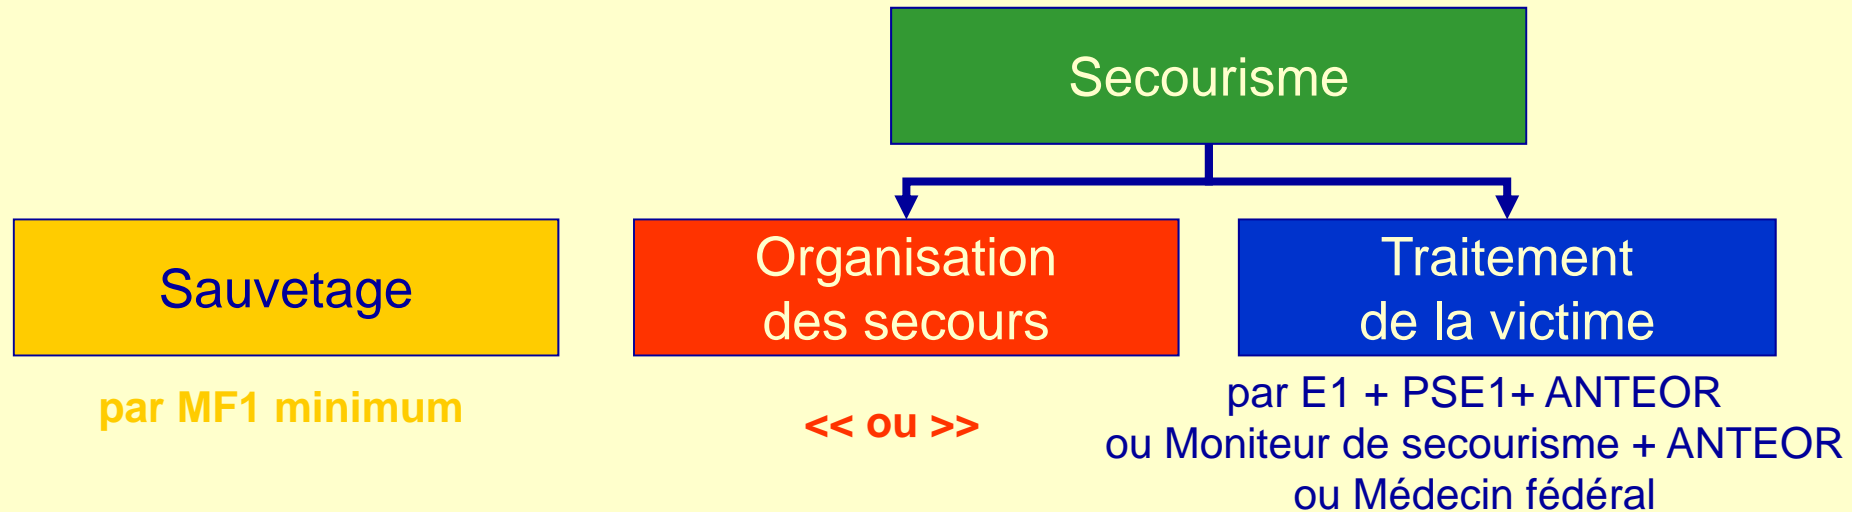 Secourisme
Sauvetage
par MF1 minimum
Organisation
des secours
<< ou >>
Traitement
de la victime
par E1 + PSE1+ ANTEOR
ou Moniteur de secourisme + ANTEOR
ou Médecin fédéral